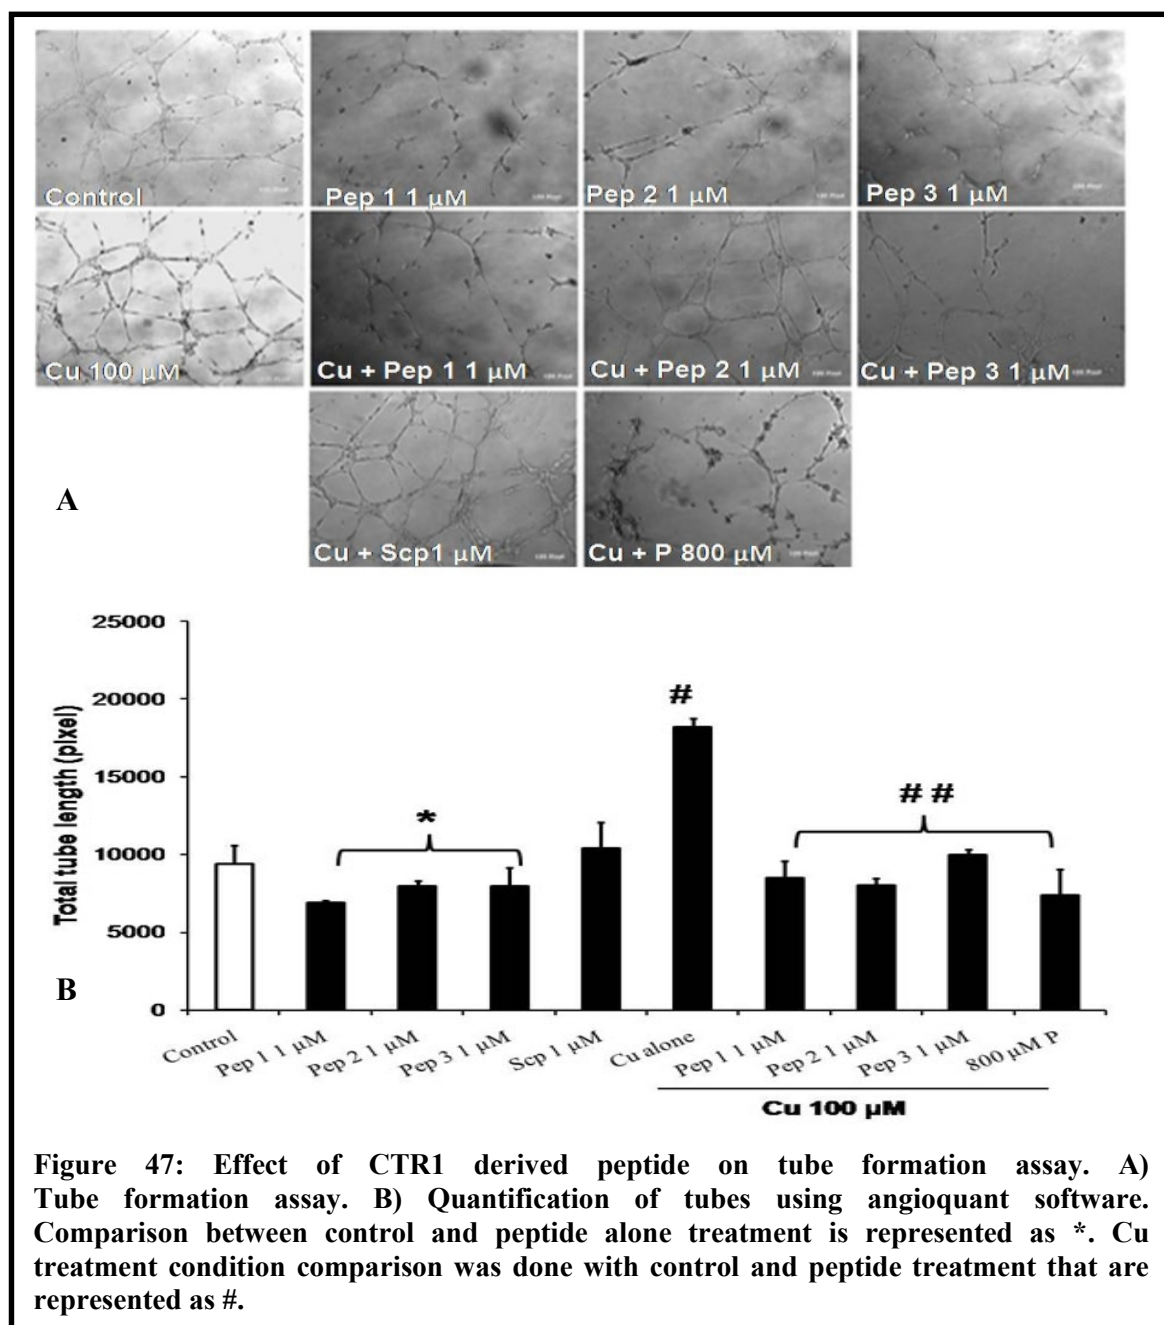 Control
Pep 1 1 μM
Pep 2 1 μM
Pep 3 1 μM
Cu 100 μM
Cu + Pep 1 1 μM
Cu + Pep 2 1 μM
Cu + Pep 3 1 μM
A
Cu + Scp1 μM
Cu + P 800 μM
B
Total tube length (pixel)
25000
20000
15000
10000
5000
0
*
#
# #
Control
Pep 1 1 μM
Pep 2 1 μM
Pep 3 1 μM
Scp 1 μM
Cu alone
Pep 1 1 μM
Pep 2 1 μM
Pep 3 1 μM
800 μM P
Cu 100 μM
Figure 47: Effect of CTR1 derived peptide on tube formation assay. A)
Tube formation assay. B) Quantification of tubes using angioquant software.
Comparison between control and peptide alone treatment is represented as *. Cu
treatment condition comparison was done with control and peptide treatment that are
represented as #.